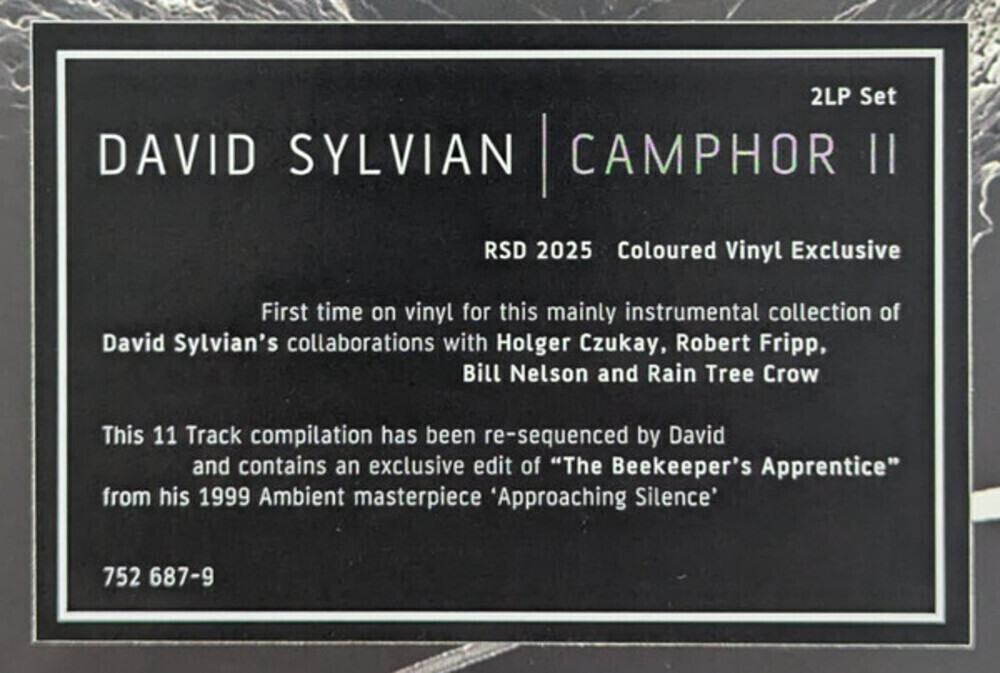 2LP Set
DAVID SYLVIAN | CAMPHOR II
RSD 2025 Coloured Vinyl Exclusive
First time on vinyl for this mainly instrumental collection of
David Sylvian's collaborations with Holger Czukay, Robert Fripp,
Bill Nelson and Rain Tree Crow
This 11 Track compilation has been re-sequenced by David
and contains an exclusive edit of “The Beekeeper's Apprentice”
from his 1999 Ambient masterpiece ‘Approaching Silence’
752 687-9